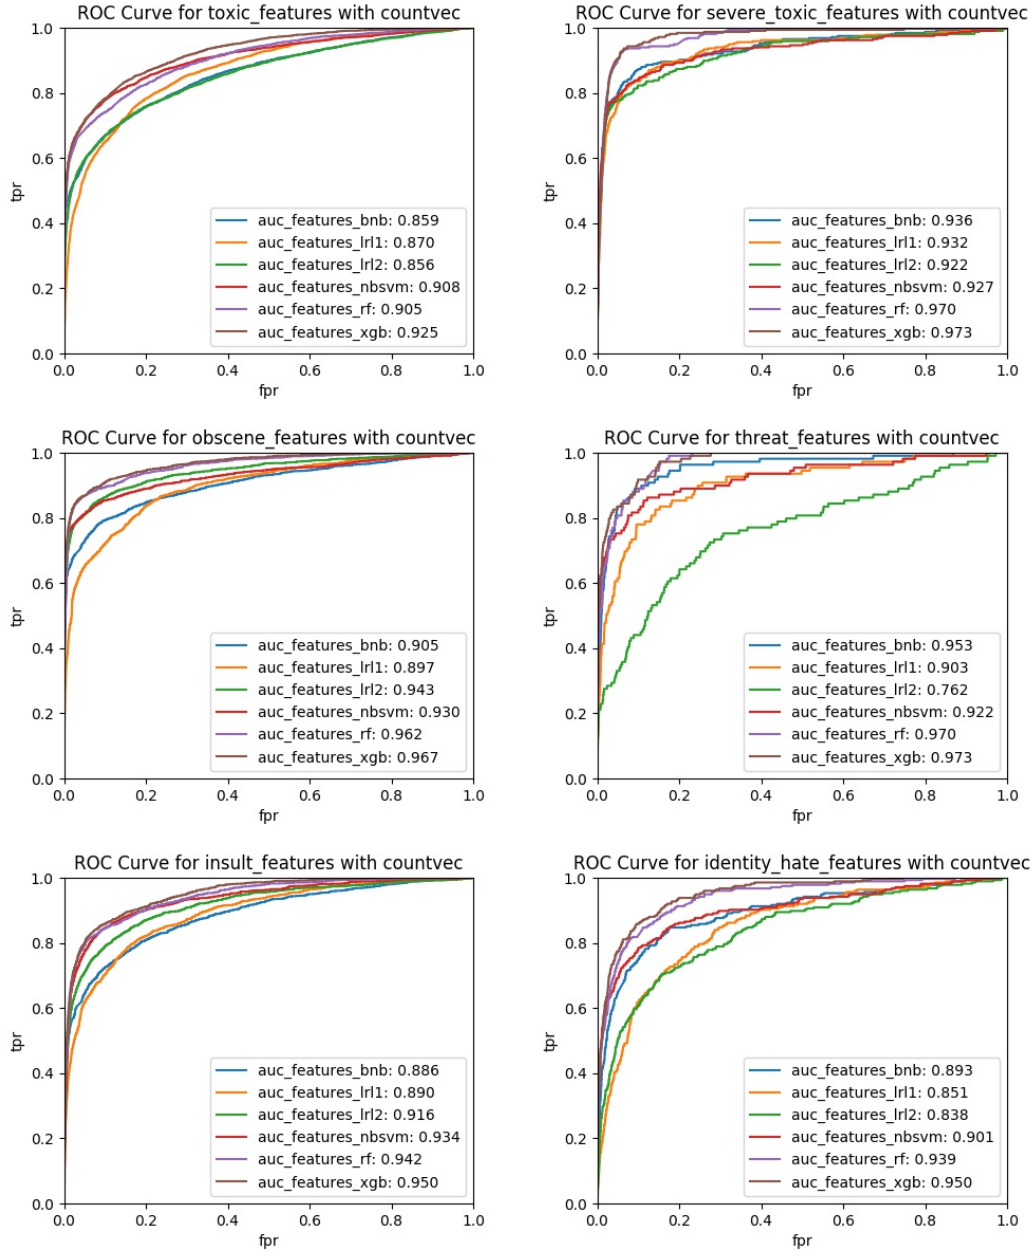 ROC Curve for toxic_features with countvec
1.0
0.8
0.6
0.4
0.2
0.0
tpr
auc_features_bnb: 0.859
auc_features_lrl1: 0.870
auc_features_lrl2: 0.856
auc_features_nbsvm: 0.908
auc_features_rf: 0.905
auc_features_xgb: 0.925
0.0 0.2 0.4 0.6 0.8 1.0
fpr
ROC Curve for severe_toxic_features with countvec
1.0
0.8
0.6
0.4
0.2
0.0
tpr
auc_features_bnb: 0.936
auc_features_lrl1: 0.932
auc_features_lrl2: 0.922
auc_features_nbsvm: 0.927
auc_features_rf: 0.970
auc_features_xgb: 0.973
0.0 0.2 0.4 0.6 0.8 1.0
fpr
ROC Curve for obscene_features with countvec
1.0
0.8
0.6
0.4
0.2
0.0
tpr
auc_features_bnb: 0.905
auc_features_lrl1: 0.897
auc_features_lrl2: 0.943
auc_features_nbsvm: 0.930
auc_features_rf: 0.962
auc_features_xgb: 0.967
0.0 0.2 0.4 0.6 0.8 1.0
fpr
ROC Curve for threat_features with countvec
1.0
0.8
0.6
0.4
0.2
0.0
tpr
auc_features_bnb: 0.953
auc_features_lrl1: 0.903
auc_features_lrl2: 0.762
auc_features_nbsvm: 0.922
auc_features_rf: 0.970
auc_features_xgb: 0.973
0.0 0.2 0.4 0.6 0.8 1.0
fpr
ROC Curve for insult_features with countvec
1.0
0.8
0.6
0.4
0.2
0.0
tpr
auc_features_bnb: 0.886
auc_features_lrl1: 0.890
auc_features_lrl2: 0.916
auc_features_nbsvm: 0.934
auc_features_rf: 0.942
auc_features_xgb: 0.950
0.0 0.2 0.4 0.6 0.8 1.0
fpr
ROC Curve for identity_hate_features with countvec
1.0
0.8
0.6
0.4
0.2
0.0
tpr
auc_features_bnb: 0.893
auc_features_lrl1: 0.851
auc_features_lrl2: 0.838
auc_features_nbsvm: 0.901
auc_features_rf: 0.939
auc_features_xgb: 0.950
0.0 0.2 0.4 0.6 0.8 1.0
fpr